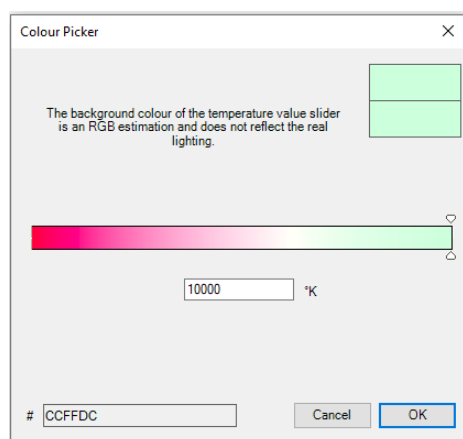 Colour Picker
The background colour of the temperature value slider
is an RGB estimation and does not reflect the real
lighting.
10000 °K
# CCFFDC
Cancel OK